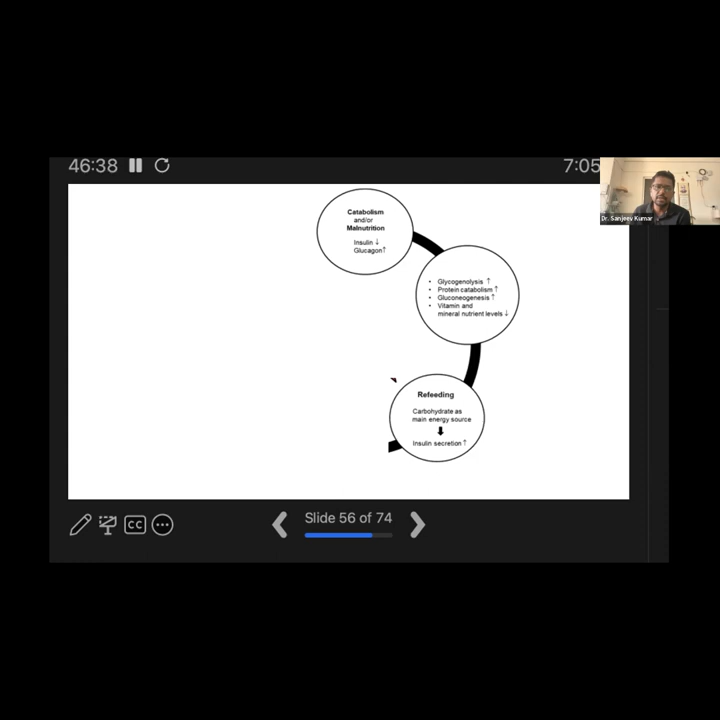 46:38
7:05
Dr. Sanjeev Kumar
Catabolism
and/or
Malnutrition
Insulin ↓
Glucagon↑
• Glycogenolysis ↑
• Protein catabolism ↑
• Gluconeogenesis ↑
• Vitamin and
mineral nutrient levels ↓
Refeeding
Carbohydrate as
main energy source
Insulin secretion ↑
CC
Slide 56 of 74